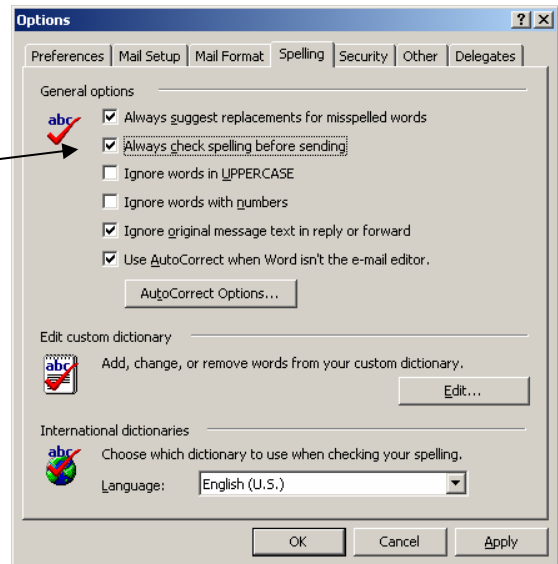 Options
Preferences Mail Setup Mail Format Spelling Security Other Delegates
General options
abc
Always suggest replacements for misspelled words
Always check spelling before sending
Ignore words in UPPERCASE
Ignore words with numbers
Ignore original message text in reply or forward
Use AutoCorrect when Word isn't the e-mail editor.
AutoCorrect Options...
Edit custom dictionary
abc
Add, change, or remove words from your custom dictionary.
Edit...
International dictionaries
abc
Choose which dictionary to use when checking your spelling.
Language: English (U.S.)
OK Cancel Apply